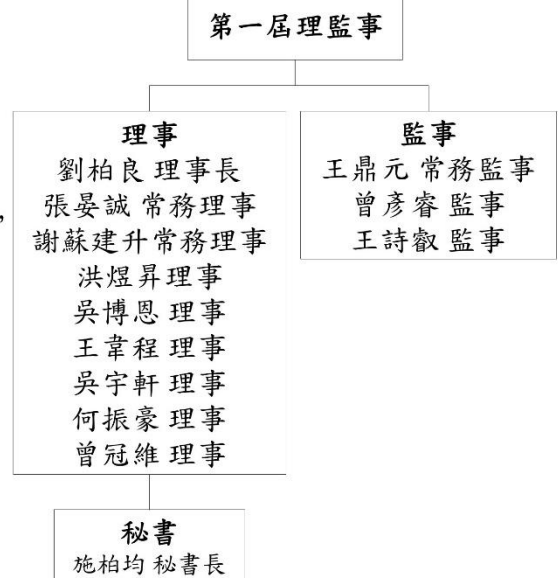 第一屆理監事
理事
劉柏良 理事長
張晏誠 常務理事
謝蘇建升常務理事
洪煜昇理事
吳博恩 理事
王韋程 理事
吳宇軒 理事
何振豪 理事
曾冠維 理事
監事
王鼎元 常務監事
曾彥睿 監事
王詩叡 監事
秘書
施柏均 秘書長